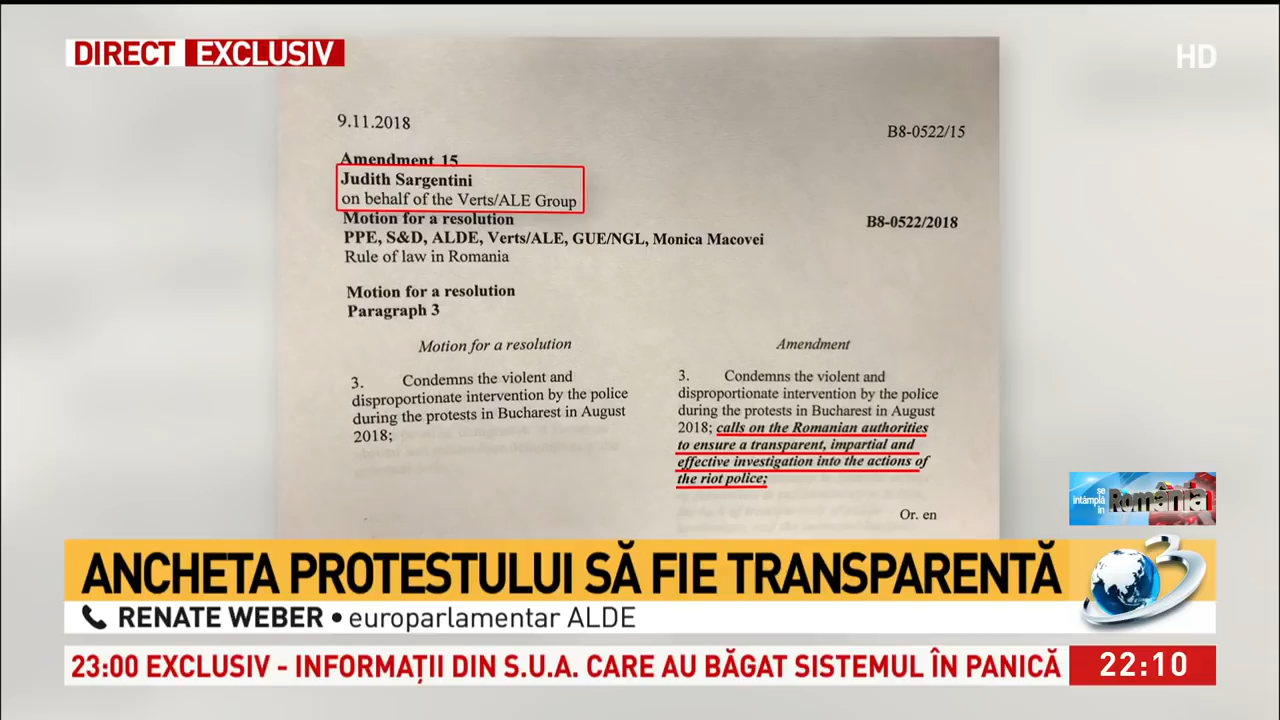 DIRECT EXCLUSIV
HD
9.11.2018
B8-0522/15
Amendment 15
Judith Sargentini
on behalf of the Verts/ALE Group
Motion for a resolution
B8-0522/2018
PPE, S&D, ALDE, Verts/ALE, GUE/NGL, Monica Macovei
Rule of law in Romania
Motion for a resolution
Paragraph 3
Motion for a resolution
3. Condemns the violent and
disproportionate intervention by the police
during the protests in Bucharest in August
2018;
Amendment
3. Condemns the violent and
disproportionate intervention by the police
during the protests in Bucharest in August
2018; calls on the Romanian authorities
to ensure a transparent, impartial and
effective investigation into the actions of
the riot police;
Or. en
se
întâmplă
în
România
ANCHETA PROTESTULUI SĂ FIE TRANSPARENTĂ
3
RENATE WEBER • europarlamentar ALDE
23:00 EXCLUSIV - INFORMAȚII DIN S.U.A. CARE AU BĂGAT SISTEMUL ÎN PANICĂ
22:10